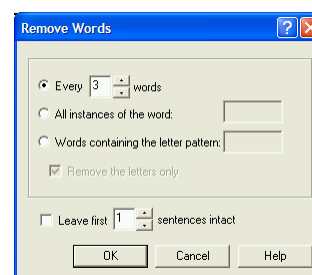 Remove Words
Every 3 words
All instances of the word:
Words containing the letter pattern:
Remove the letters only
Leave first 1 sentences intact
OK Cancel Help